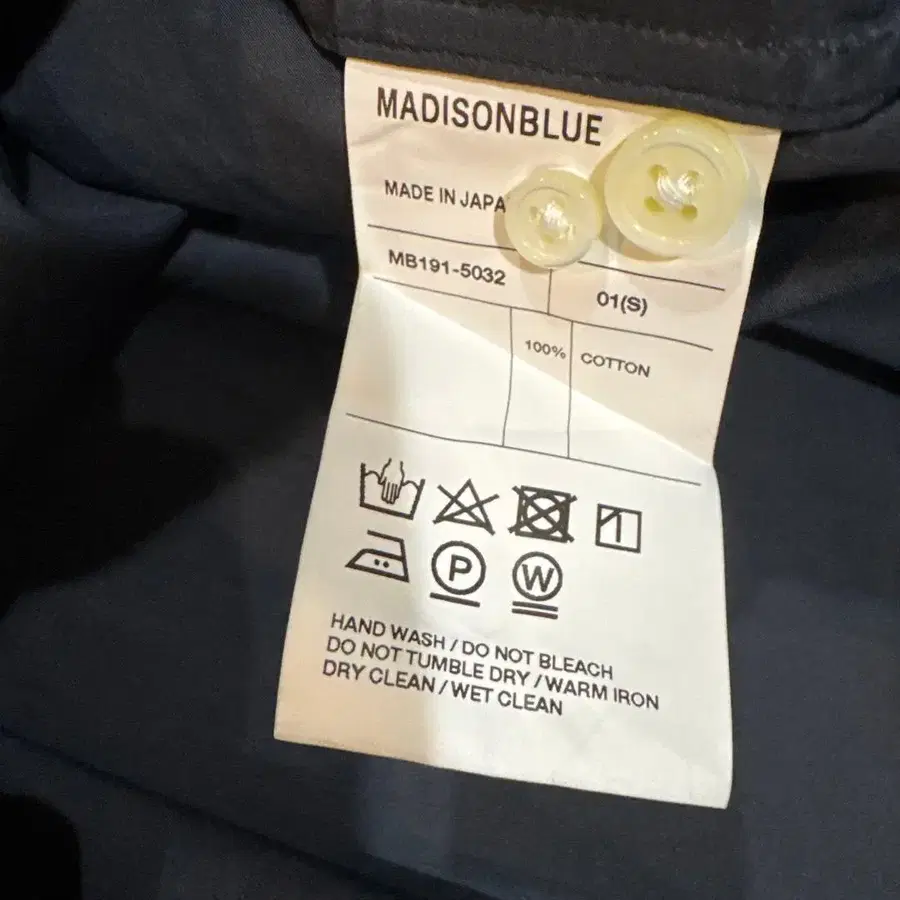 MADISONBLUE
MADE IN JAPA
MB191-5032 01(S)
100% COTTON
P W
HAND WASH / DO NOT BLEACH
DO NOT TUMBLE DRY / WARM IRON
DRY CLEAN / WET CLEAN